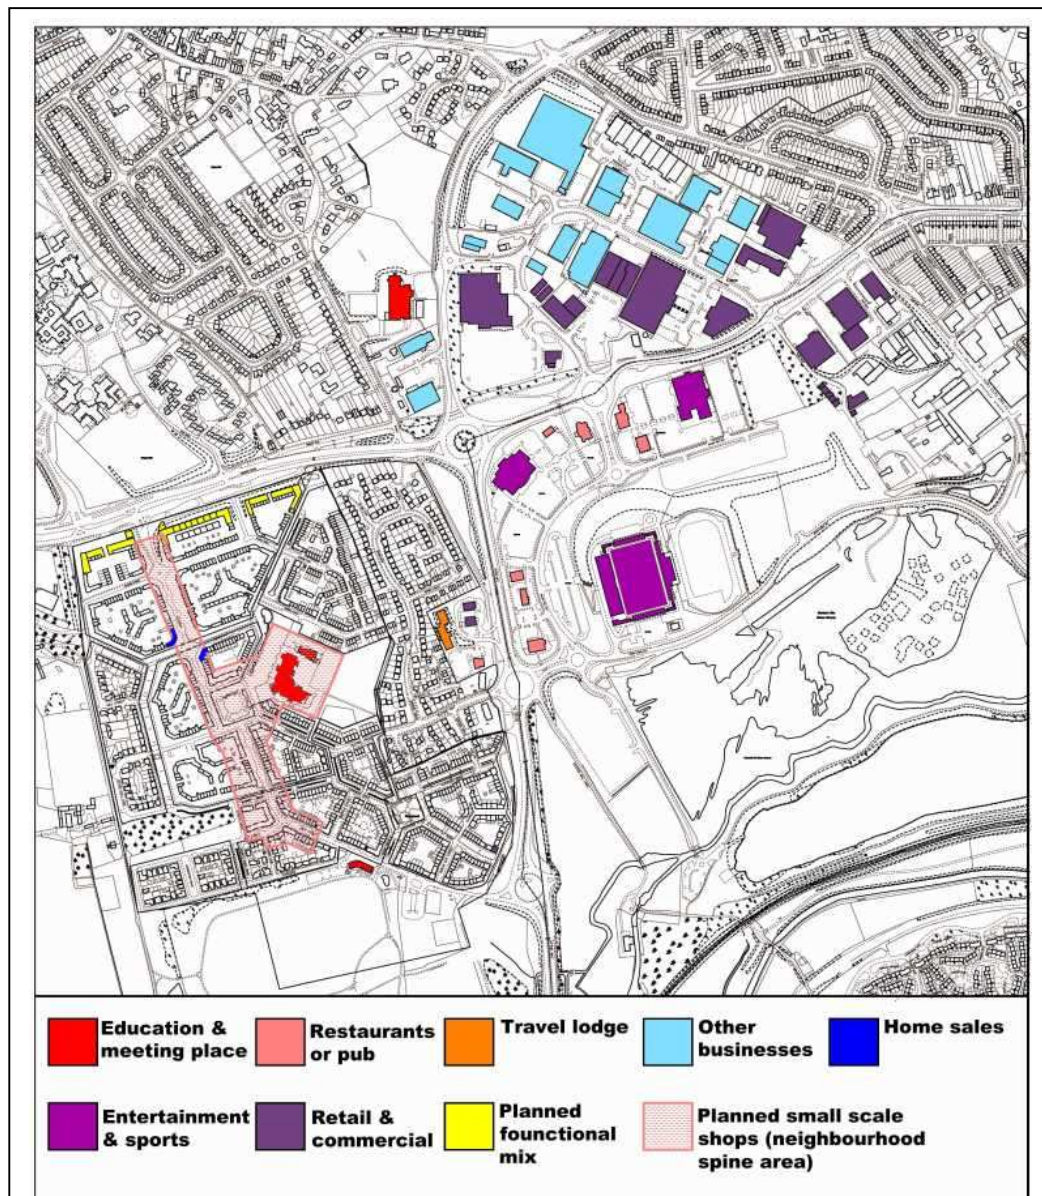 Education &
meeting place
Restaurants
or pub
Travel lodge
Other
businesses
Home sales
Entertainment
& sports
Retail &
commercial
Planned
founctional
mix
Planned small scale
shops (neighbourhood
spine area)